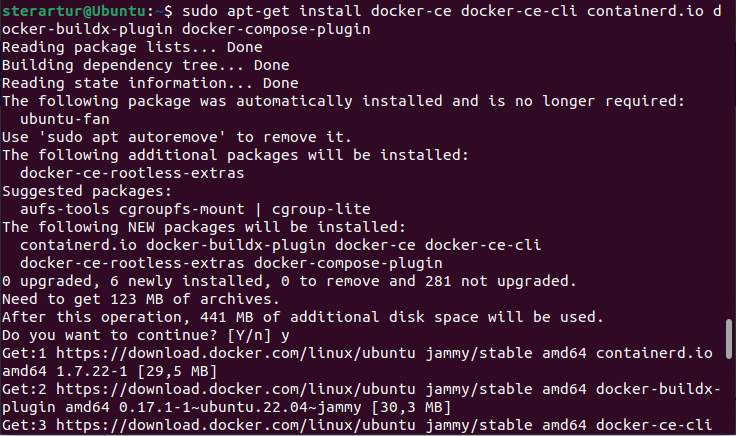 sterartur@Ubuntu:~$ sudo apt-get install docker-ce docker-ce-cli containerd.io d
ocker-buildx-plugin docker-compose-plugin
Reading package lists... Done
Building dependency tree... Done
Reading state information... Done
The following package was automatically installed and is no longer required:
  ubuntu-fan
Use 'sudo apt autoremove' to remove it.
The following additional packages will be installed:
  docker-ce-rootless-extras
Suggested packages:
  aufs-tools cgroupfs-mount | cgroup-lite
The following NEW packages will be installed:
  containerd.io docker-buildx-plugin docker-ce docker-ce-cli
  docker-ce-rootless-extras docker-compose-plugin
0 upgraded, 6 newly installed, 0 to remove and 281 not upgraded.
Need to get 123 MB of archives.
After this operation, 441 MB of additional disk space will be used.
Do you want to continue? [Y/n] y
Get:1 https://download.docker.com/linux/ubuntu jammy/stable amd64 containerd.io
amd64 1.7.22-1 [29,5 MB]
Get:2 https://download.docker.com/linux/ubuntu jammy/stable amd64 docker-buildx-
plugin amd64 0.17.1-1~ubuntu.22.04~jammy [30,3 MB]
Get:3 https://download.docker.com/linux/ubuntu jammy/stable amd64 docker-ce-cli